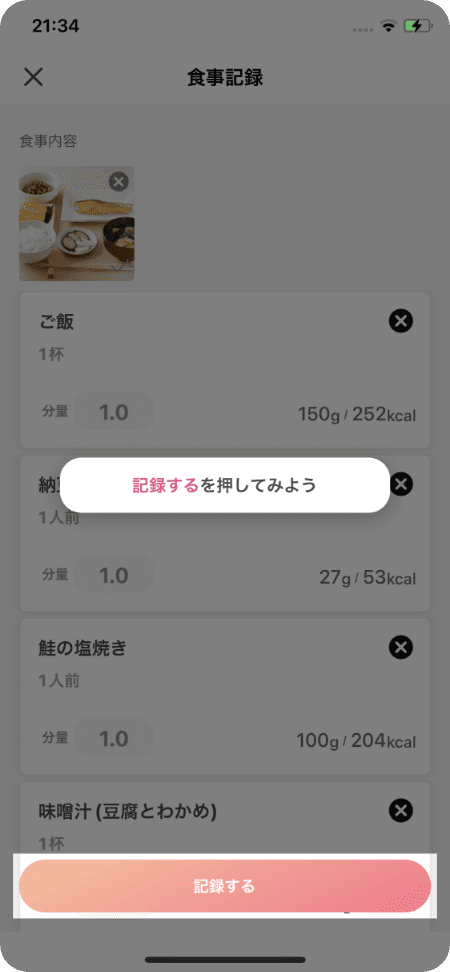 21:34
食事記録
食事内容
ご飯
1杯
分量 1.0 150g / 252kcal
記録するを押してみよう
1人前
分量 1.0 27g / 53kcal
鮭の塩焼き
1人前
分量 1.0 100g / 204kcal
味噌汁 (豆腐とわかめ)
1杯
記録する